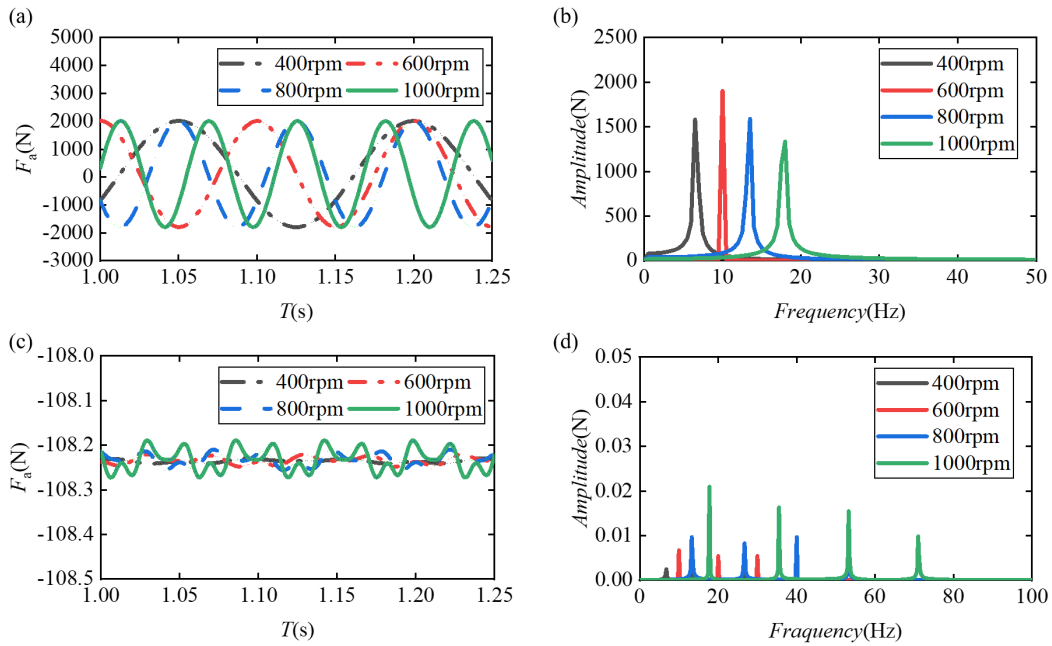 (a)
5000
4000
3000
2000
1000
0
-1000
-2000
-3000
1.00 1.05 1.10 1.15 1.20 1.25
Fa(N)
T(s)
400rpm 600rpm
800rpm 1000rpm
(b)
2500
2000
1500
1000
500
0
0 10 20 30 40 50
Amplitude(N)
Frequency(Hz)
400rpm
600rpm
800rpm
1000rpm
(c)
-108.0
-108.1
-108.2
-108.3
-108.4
-108.5
1.00 1.05 1.10 1.15 1.20 1.25
Fa(N)
T(s)
400rpm 600rpm
800rpm 1000rpm
(d)
0.05
0.04
0.03
0.02
0.01
0.00
0 20 40 60 80 100
Amplitude(N)
Fraquency(Hz)
400rpm
600rpm
800rpm
1000rpm